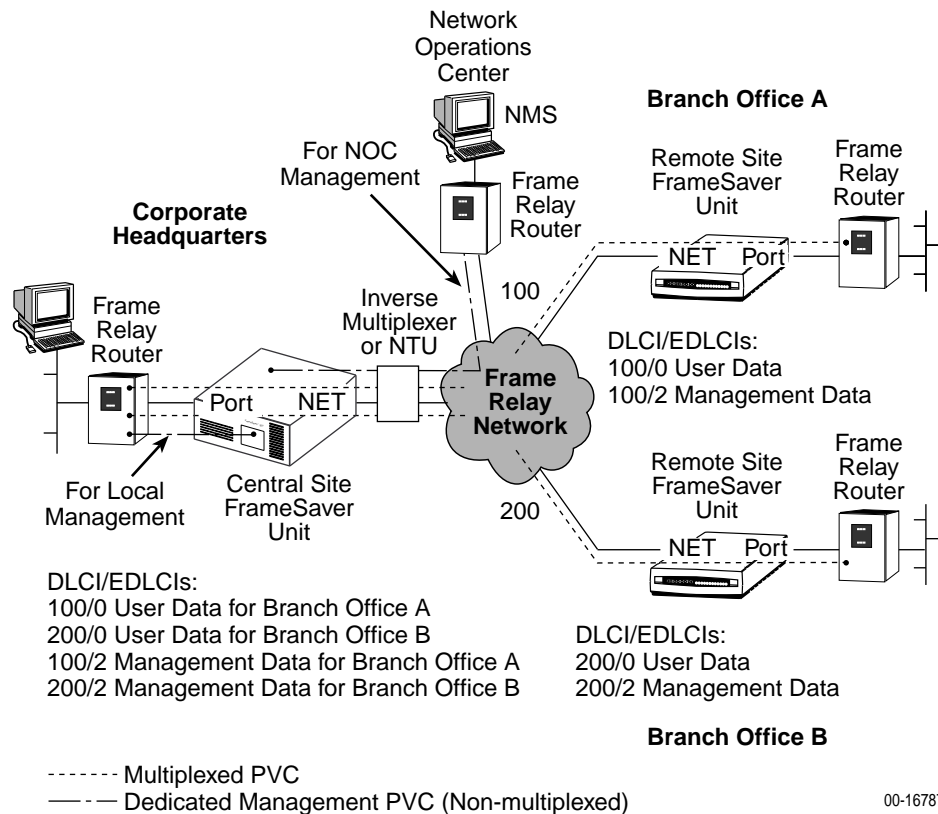 Network
Operations
Center
NMS
Branch Office A
For NOC
Management
Frame
Relay
Router
Remote Site
FrameSaver
Unit
Frame
Relay
Router
Corporate
Headquarters
NET
Port
100
Inverse
Multiplexer
or NTU
Frame
Relay
Router
DLCI/EDLCIs:
100/0 User Data
100/2 Management Data
Port
NET
Frame
Relay
Network
For Local
Management
Central Site
FrameSaver
Unit
200
Remote Site
FrameSaver
Unit
Frame
Relay
Router
NET
Port
DLCI/EDLCIs:
100/0 User Data for Branch Office A
200/0 User Data for Branch Office B
100/2 Management Data for Branch Office A
200/2 Management Data for Branch Office B
DLCI/EDLCIs:
200/0 User Data
200/2 Management Data
Branch Office B
Multiplexed PVC
Dedicated Management PVC (Non-multiplexed)
00-16787